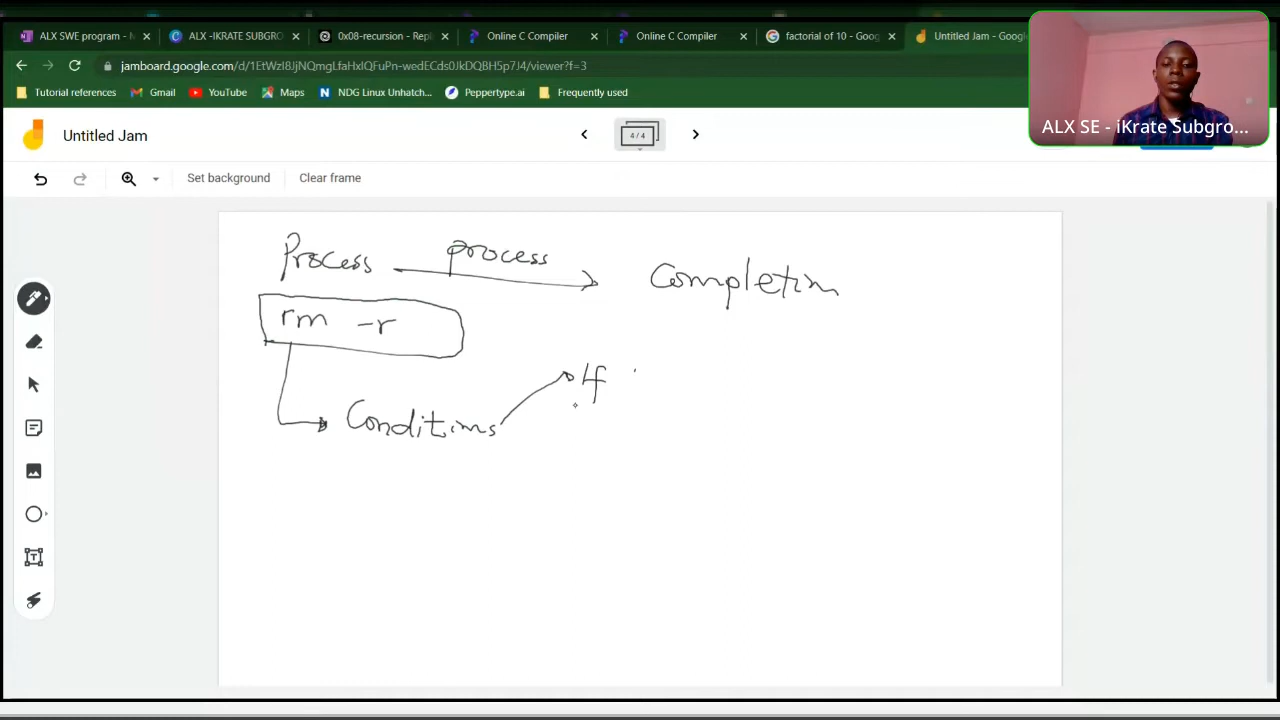 ALX SWE program - N
ALX -IKRATE SUBGRO
0x08-recursion - Repl
Online C Compiler
Online C Compiler
factorial of 10 - Goog
Untitled Jam - Goog
jamboard.google.com/d/1EtWzI8JjNQmgLfaHxlQFuPn-wedECds0JkDQBH5p7J4/viewer?f=3
Tutorial references
Gmail
YouTube
Maps
NDG Linux Unhatch...
Peppertype.ai
Frequently used
ALX SE - iKrate Subgro...
Untitled Jam
4 / 4
Set background
Clear frame
Process process Completion
rm -r
Conditions If